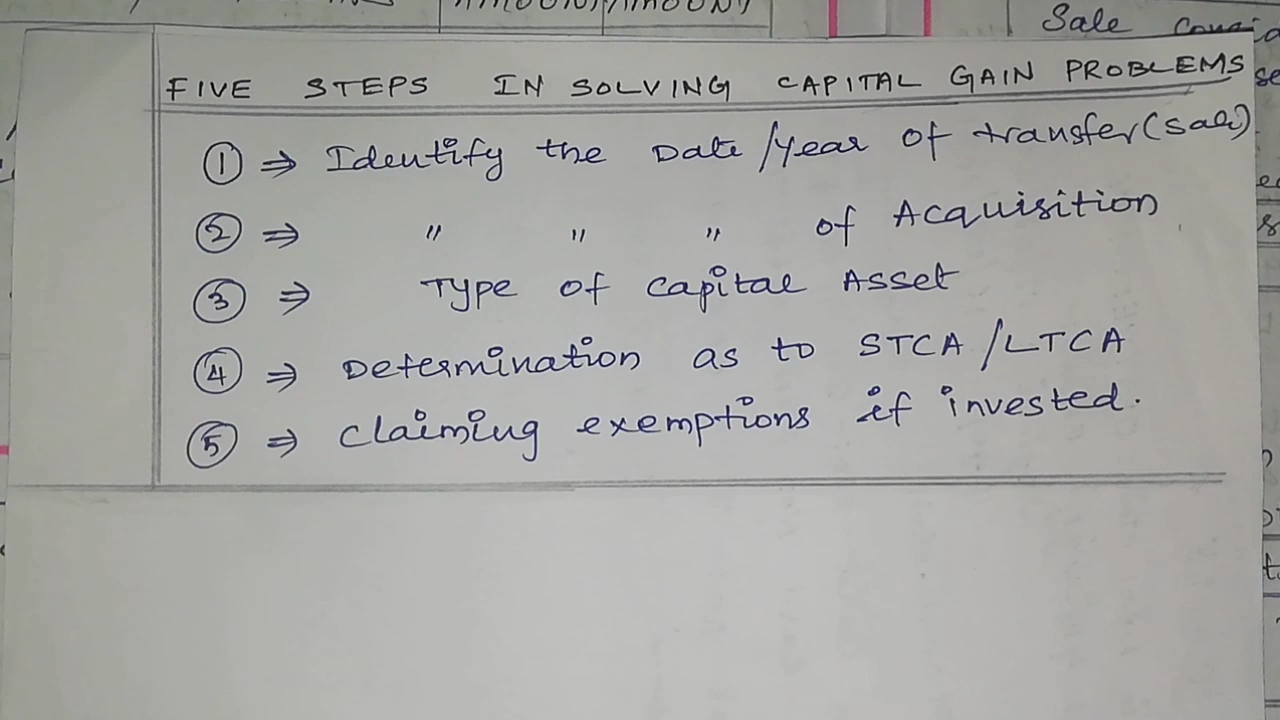 Sale
FIVE STEPS IN SOLVING CAPITAL GAIN PROBLEMS
① ⇒ Identify the Date/Year of transfer (sale)
② ⇒ " " " of Acquisition
③ ⇒ Type of Capital Asset
④ ⇒ Determination as to STCA/LTCA
⑤ ⇒ Claiming exemptions if invested.